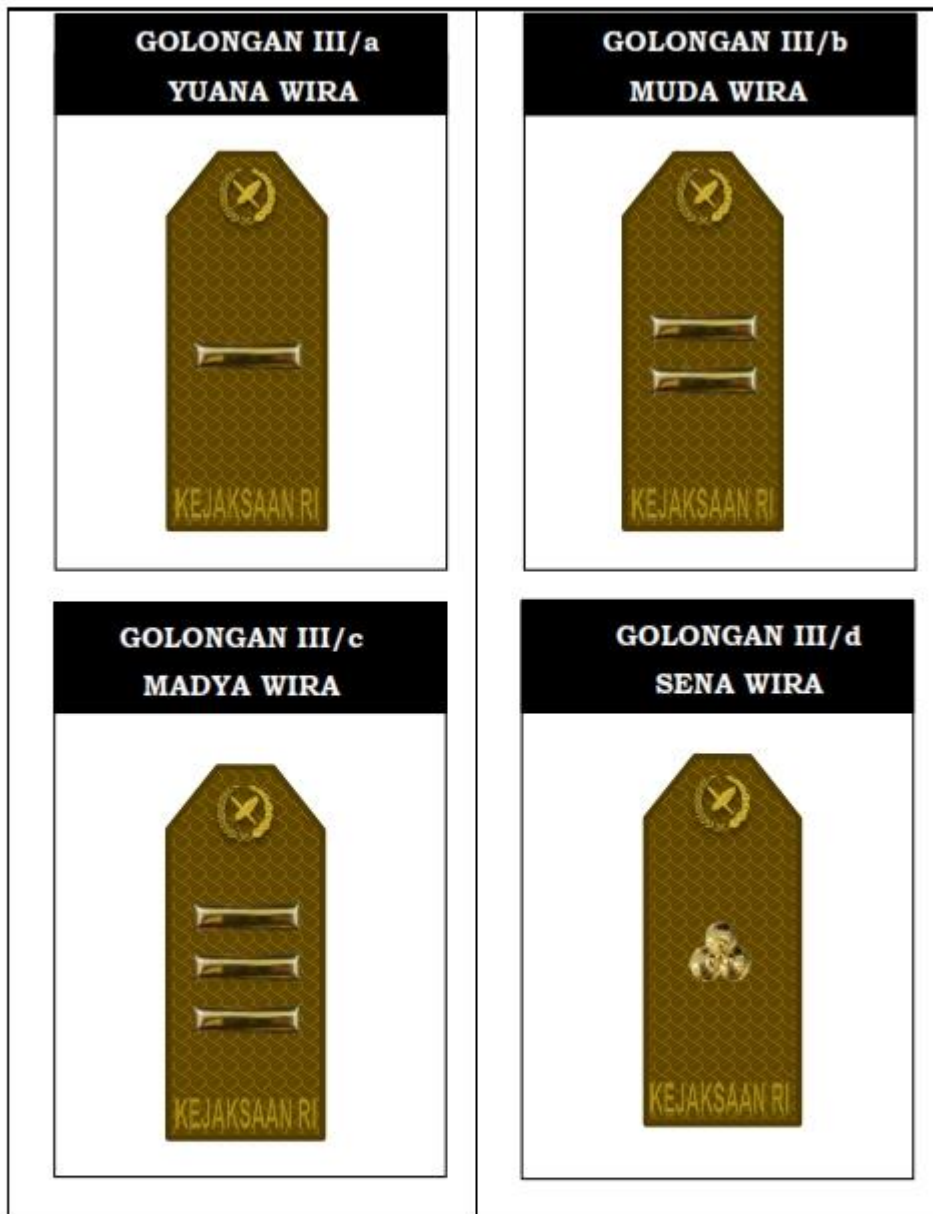 GOLONGAN III/a
YUANA WIRA
KEJAKSAAN RI
GOLONGAN III/b
MUDA WIRA
KEJAKSAAN RI
GOLONGAN III/c
MADYA WIRA
KEJAKSAAN RI
GOLONGAN III/d
SENA WIRA
KEJAKSAAN RI